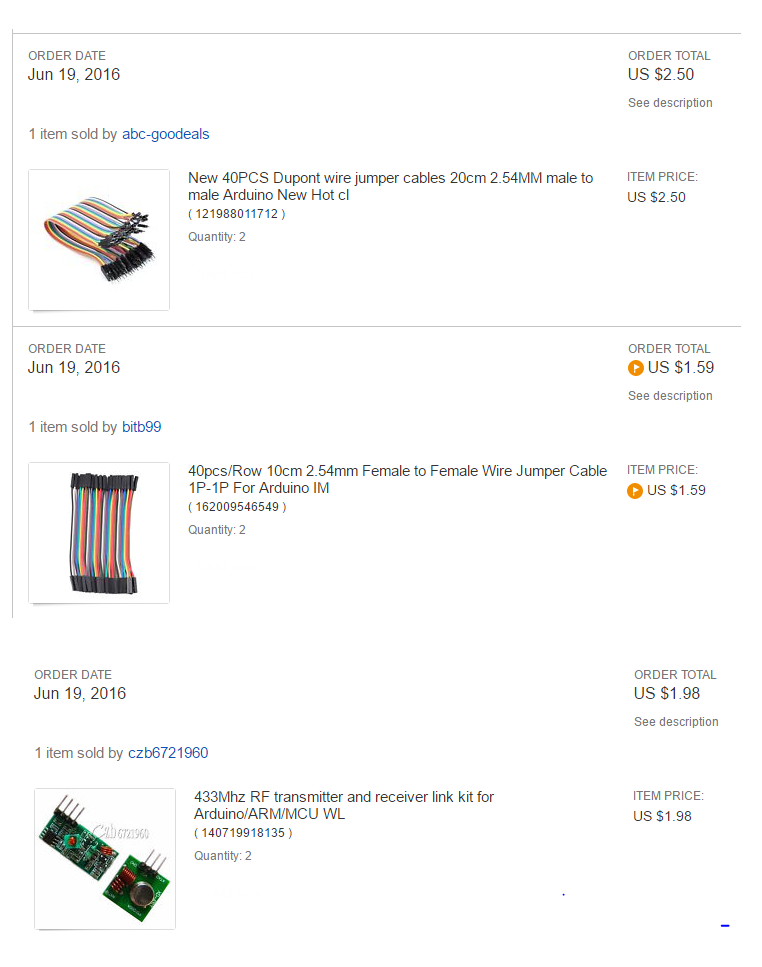 ORDER DATE
ORDER TOTAL
Jun 19, 2016
US $2.50
See description
1 item sold by abc-goodeals
New 40PCS Dupont wire jumper cables 20cm 2.54MM male to
male Arduino New Hot cl
( 121988011712 )
Quantity: 2
ITEM PRICE:
US $2.50
ORDER DATE
ORDER TOTAL
Jun 19, 2016
US $1.59
See description
1 item sold by bitb99
40pcs/Row 10cm 2.54mm Female to Female Wire Jumper Cable
1P-1P For Arduino IM
( 162009546549 )
Quantity: 2
ITEM PRICE:
US $1.59
ORDER DATE
ORDER TOTAL
Jun 19, 2016
US $1.98
See description
1 item sold by czb6721960
433Mhz RF transmitter and receiver link kit for
Arduino/ARM/MCU WL
( 140719918135 )
Quantity: 2
ITEM PRICE:
US $1.98
Czb6721960